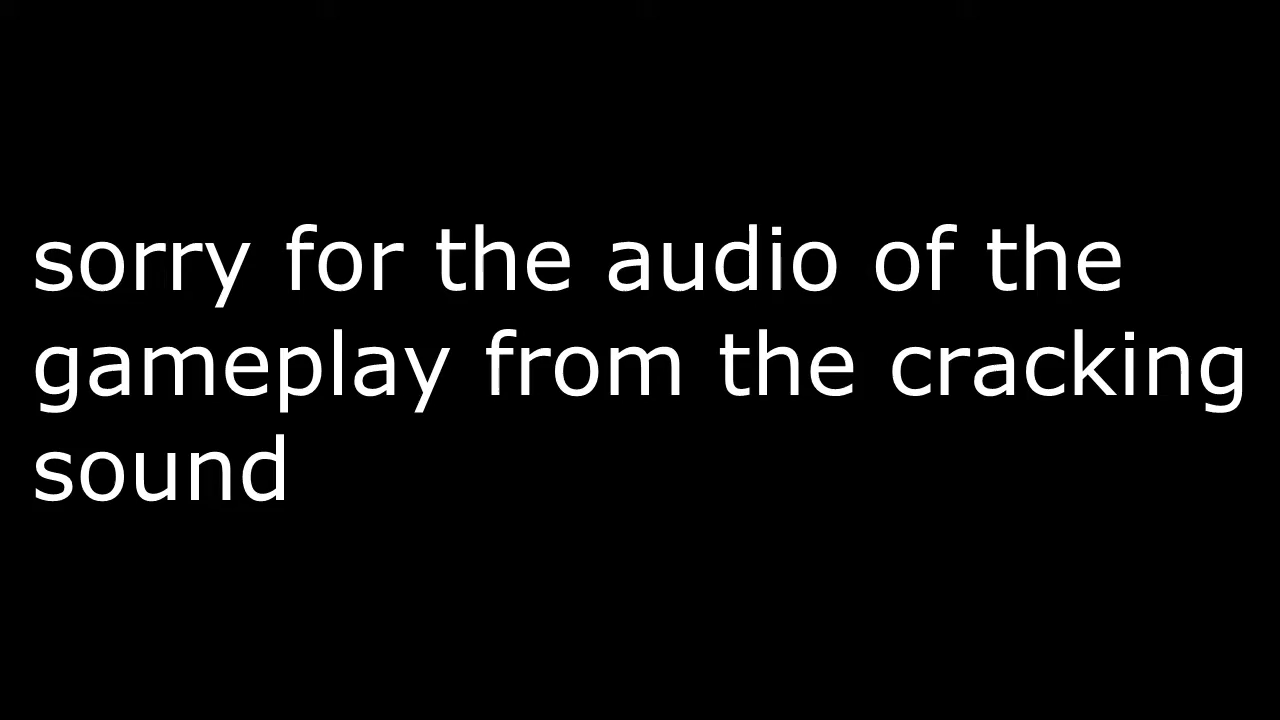 sorry for the audio of the
gameplay from the cracking
sound